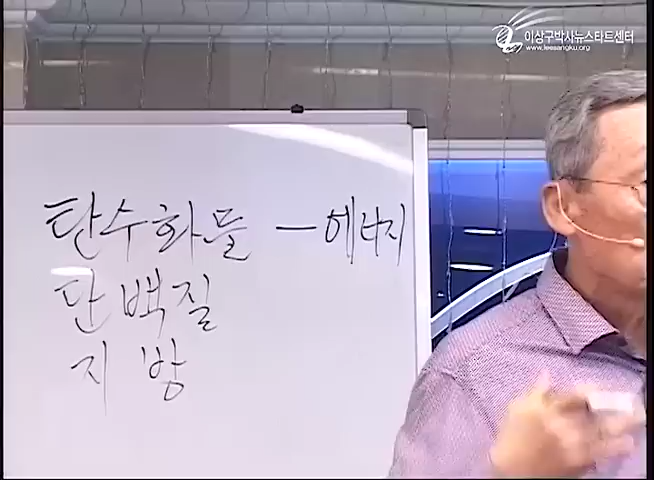 이상구박사뉴스타트센터
www.leesangku.org
탄수화물 — 에너지
단백질
지방